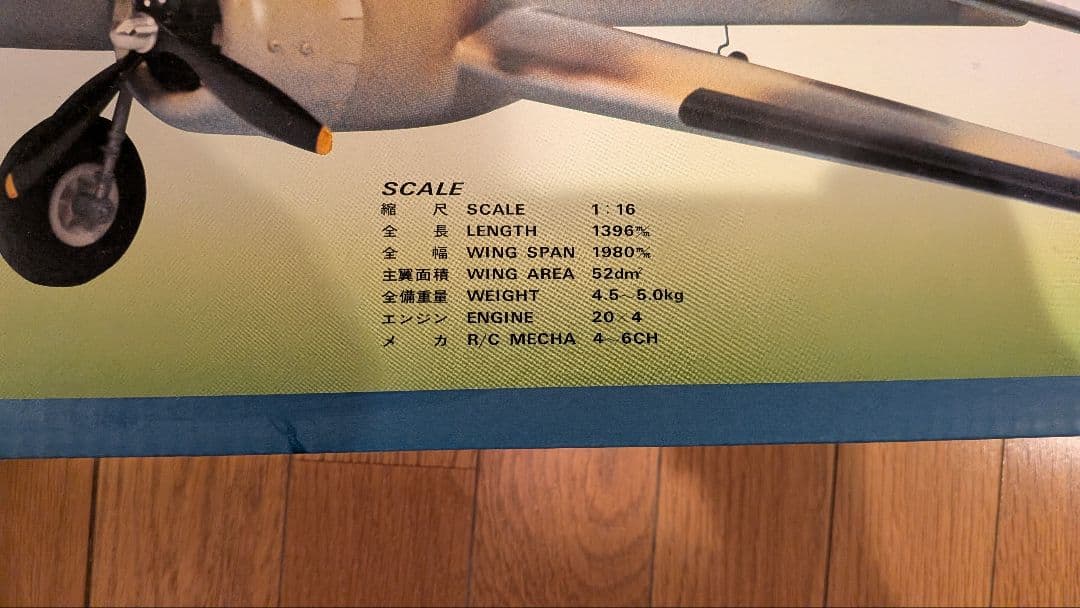 SCALE
縮 尺 SCALE 1:16
全 長 LENGTH 1396㎜
全 幅 WING SPAN 1980㎜
主翼面積 WING AREA 52dm²
全備重量 WEIGHT 4.5~5.0kg
エンジン ENGINE 20×4
メ カ R/C MECHA 4~6CH